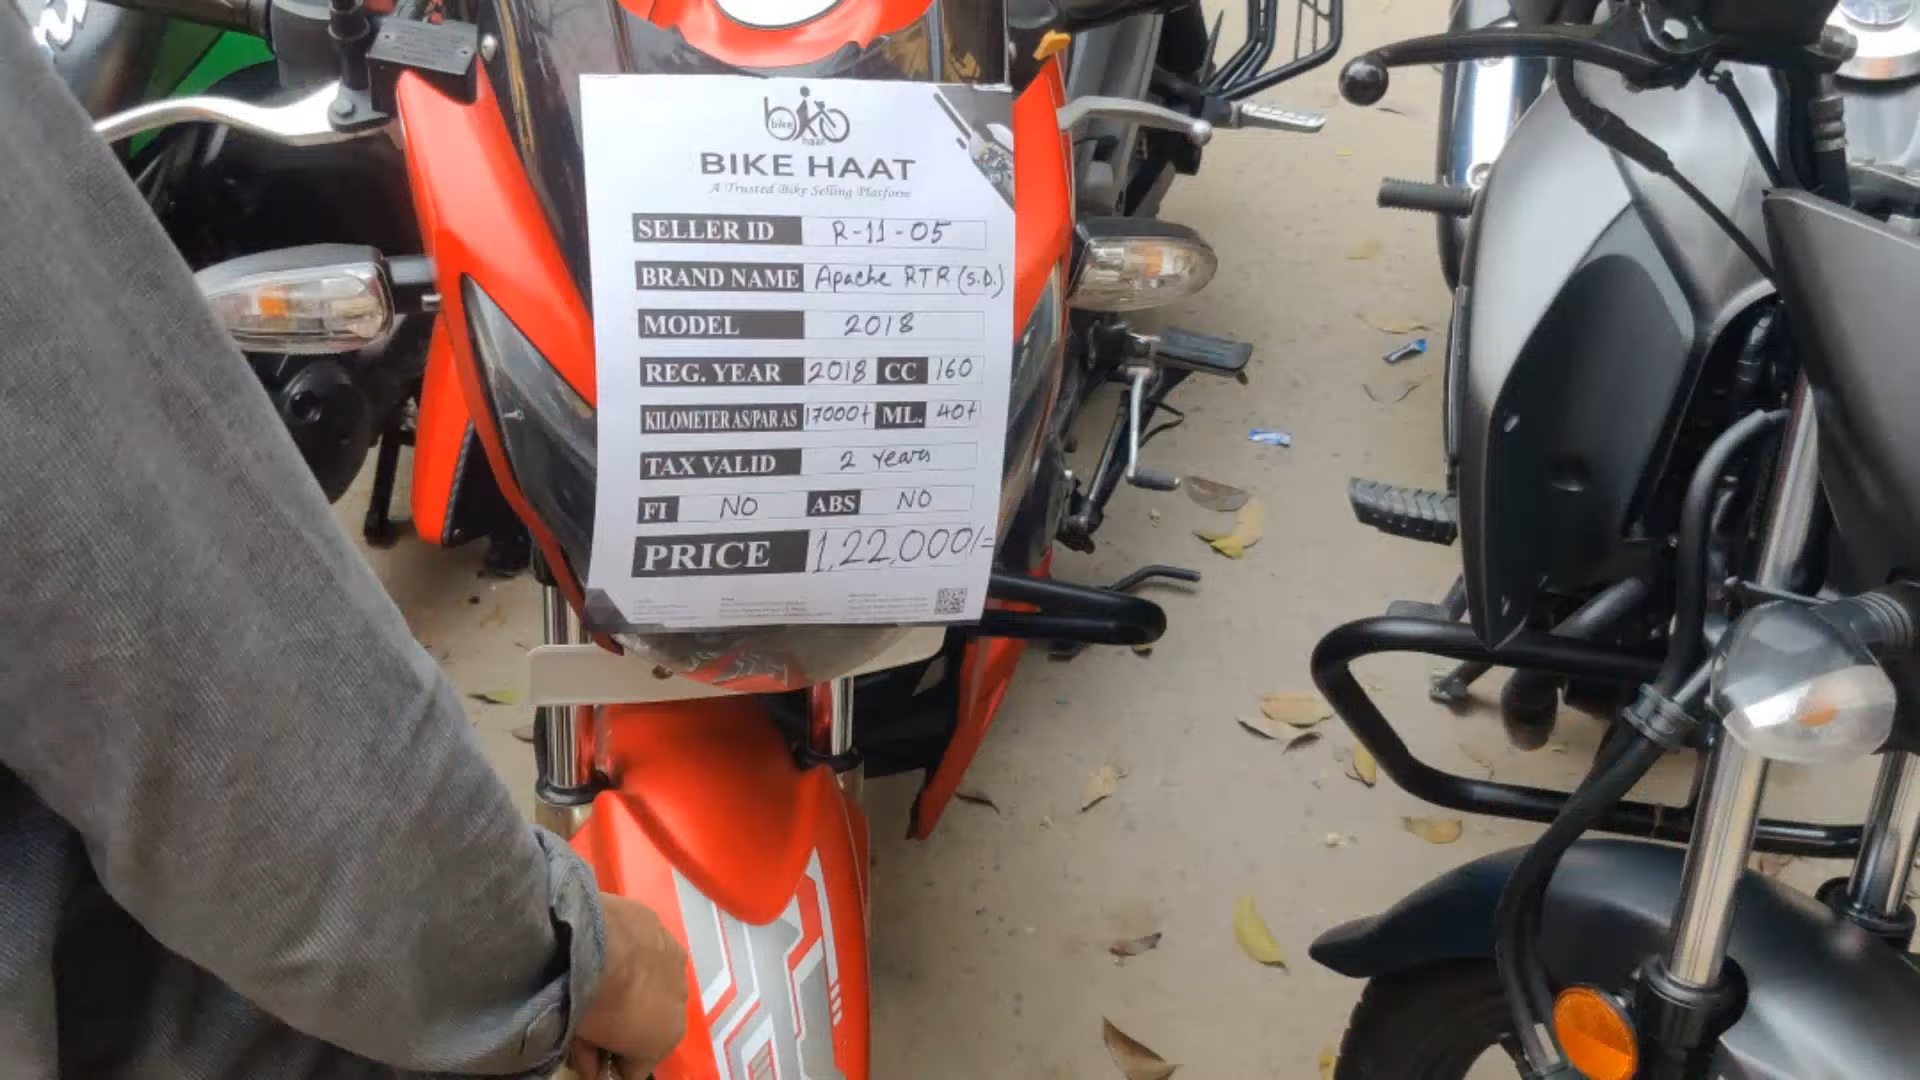 bike
haat
BIKE HAAT
A Trusted Bike Selling Platform
SELLER ID R-11-05
BRAND NAME Apache RTR (S.D.)
MODEL 2018
REG. YEAR 2018 CC 160
KILOMETER AS/PAR AS 17000+ ML. 40+
TAX VALID 2 Years
FI NO ABS NO
PRICE 1,22,000/=